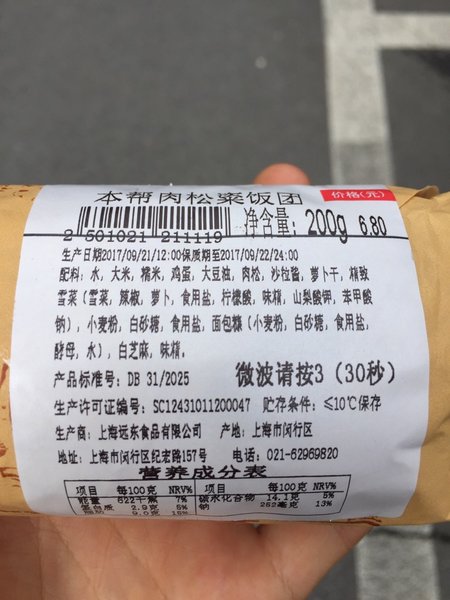 本帮肉松粢饭团
价格(元)
2 501021 211119 净含量: 200g 6.80
生产日期2017/09/21/12:00保质期至2017/09/22/24:00
配料: 水, 大米, 糯米, 鸡蛋, 大豆油, 肉松, 沙拉酱, 萝卜干, 精致
雪菜 (雪菜, 辣椒, 萝卜, 食用盐, 柠檬酸, 味精, 山梨酸钾, 苯甲酸
钠), 小麦粉, 白砂糖, 食用盐, 面包糠 (小麦粉, 白砂糖, 食用盐,
酵母, 水), 白芝麻, 味精.
产品标准号: DB 31/2025 微波请按3 (30秒)
生产许可证编号: SC12431011200047 贮存条件: ≤10℃保存
生产商: 上海远东食品有限公司 产地: 上海市闵行区
地址: 上海市闵行区纪宏路157号 电话: 021-62969820
营养成分表
项目 每100克 NRV% 项目 每100克 NRV%
能量 622千焦 7% 碳水化合物 14.1克 5%
蛋白质 2.9克 5% 钠 252毫克 13%
脂肪 9.0克 15%